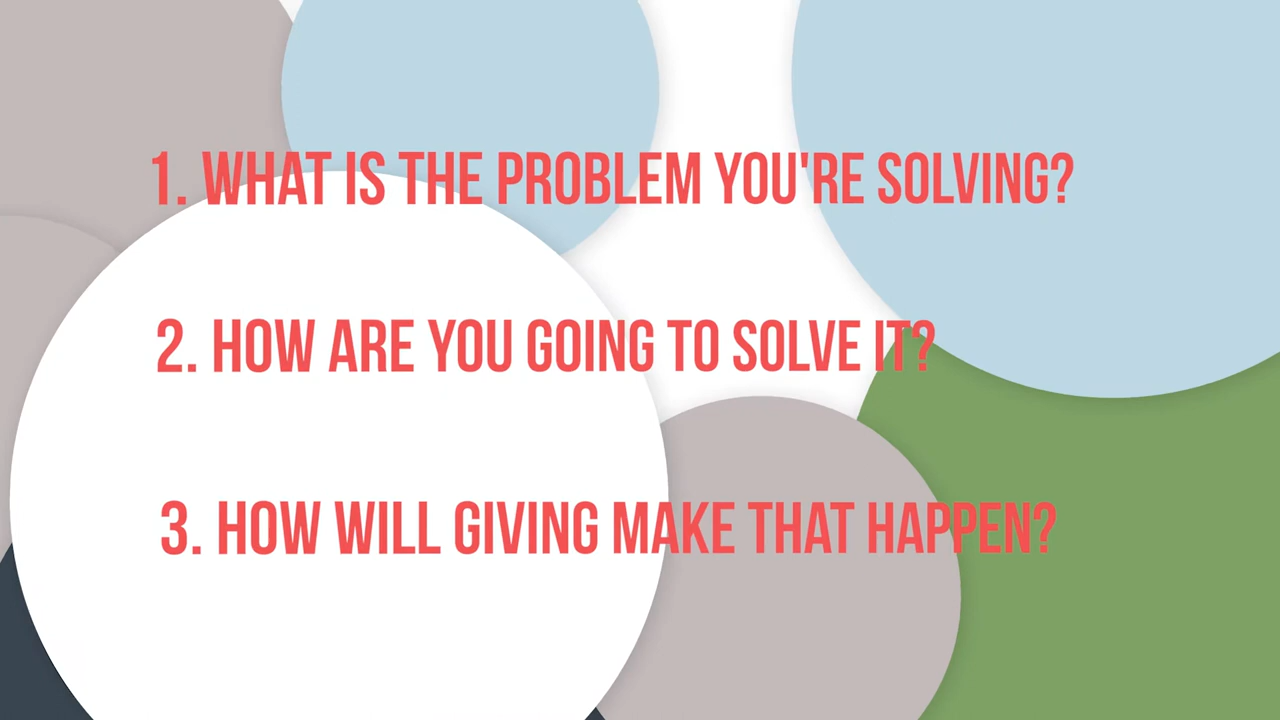 1. WHAT IS THE PROBLEM YOU'RE SOLVING?
2. HOW ARE YOU GOING TO SOLVE IT?
3. HOW WILL GIVING MAKE THAT HAPPEN?